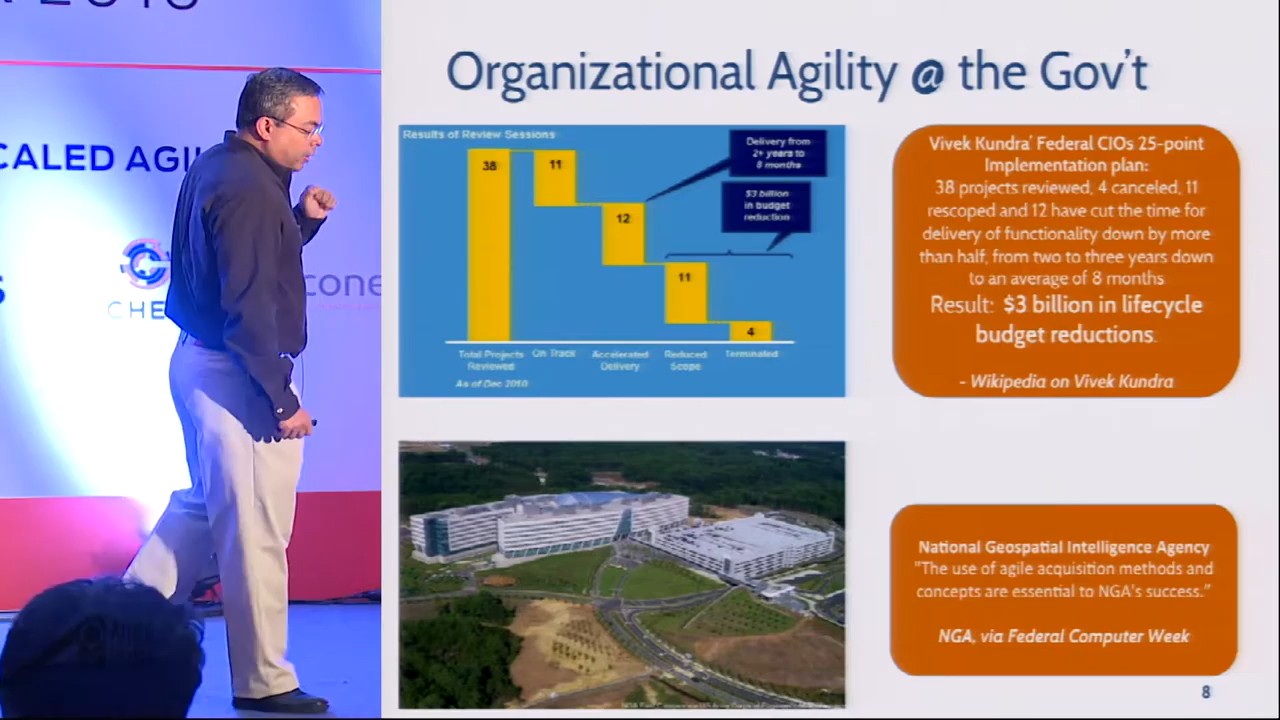 2018
CALED AGIL
CHE
cone
Organizational Agility @ the Gov't
Results of Review Sessions
38
11
12
11
4
Delivery from
2+ years to
8 months
$3 billion
in budget
reduction
Total Projects
Reviewed
On Track
Accelerated
Delivery
Reduced
Scope
Terminated
As of Dec 2010
Vivek Kundra' Federal CIOs 25-point
Implementation plan:
38 projects reviewed, 4 canceled, 11
rescoped and 12 have cut the time for
delivery of functionality down by more
than half, from two to three years down
to an average of 8 months
Result: $3 billion in lifecycle
budget reductions.
- Wikipedia on Vivek Kundra
National Geospatial Intelligence Agency
"The use of agile acquisition methods and
concepts are essential to NGA's success."
NGA, via Federal Computer Week
8